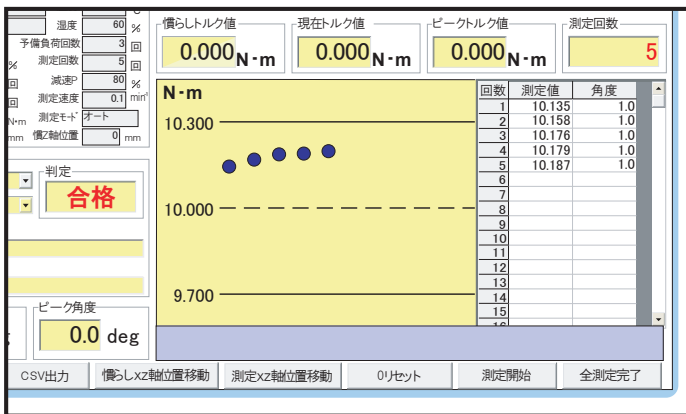 湿度 60 %
予備負荷回数 3 回
% 測定回数 5 回
回 減速P 80 %
回 測定速度 0.1 min
N·m 測定モード オート
mm 慣Z軸位置 0 mm
慣らしトルク値 現在トルク値 ピークトルク値 測定回数
0.000 N·m 0.000 N·m 0.000 N·m 5
N·m
10.300
10.000
9.700
回数 測定値 角度
1 10.135 1.0
2 10.158 1.0
3 10.176 1.0
4 10.179 1.0
5 10.187 1.0
6
7
8
9
10
11
12
13
14
15
16
判定
合格
ピーク角度
0.0 deg
CSV出力 慣らしXZ軸位置移動 測定XZ軸位置移動 0リセット 測定開始 全測定完了